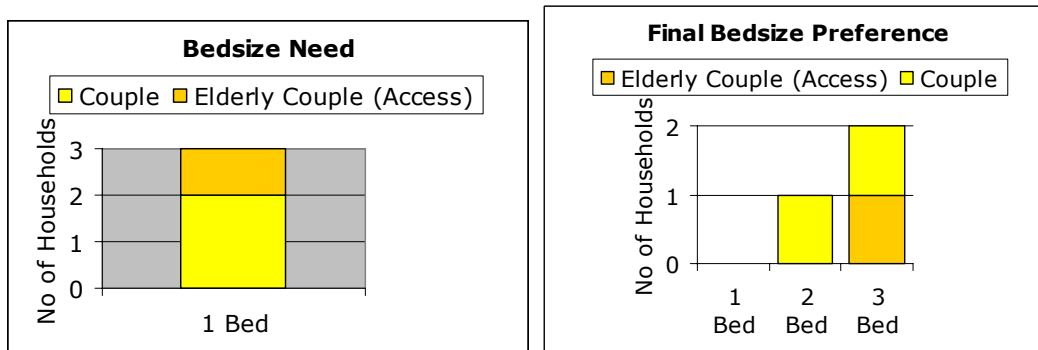 Bedsize Need
Couple Elderly Couple (Access)
No of Households
3
2
1
0
1 Bed
Final Bedsize Preference
Elderly Couple (Access) Couple
No of Households
2
1
0
1 2 3
Bed Bed Bed